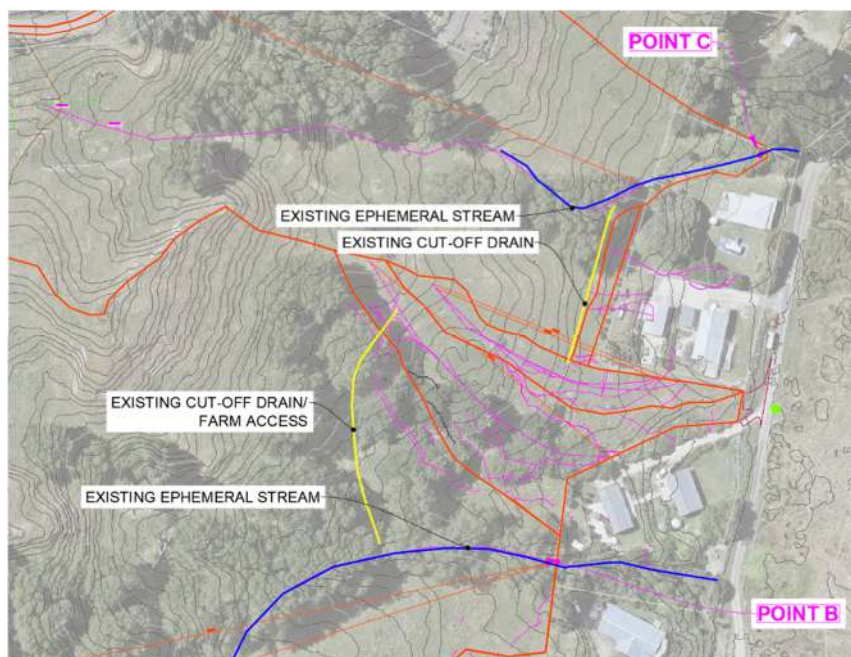 POINT C
EXISTING EPHEMERAL STREAM
EXISTING CUT-OFF DRAIN
EXISTING CUT-OFF DRAIN/
FARM ACCESS
EXISTING EPHEMERAL STREAM
POINT B